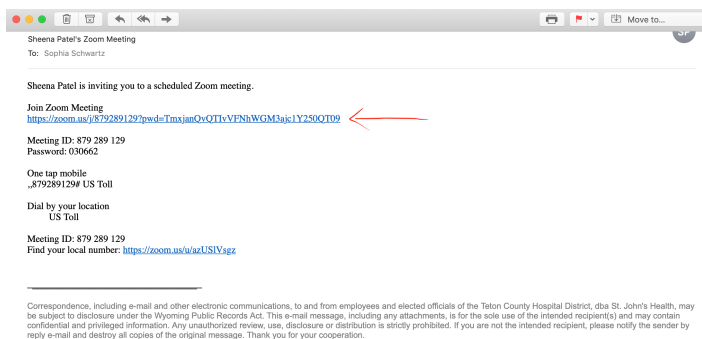 Move to...
Sheena Patel's Zoom Meeting
SP
To: Sophia Schwartz
Sheena Patel is inviting you to a scheduled Zoom meeting.
Join Zoom Meeting
https://zoom.us/j/879289129?pwd=TmxjanQvQTIvVFNhWGM3ajc1Y250QT09
Meeting ID: 879 289 129
Password: 030662
One tap mobile
,,879289129# US Toll
Dial by your location
US Toll
Meeting ID: 879 289 129
Find your local number: https://zoom.us/u/azUSlVsgz
Correspondence, including e-mail and other electronic communications, to and from employees and elected officials of the Teton County Hospital District, dba St. John's Health, may
be subject to disclosure under the Wyoming Public Records Act. This e-mail message, including any attachments, is for the sole use of the intended recipient(s) and may contain
confidential and privileged information. Any unauthorized review, use, disclosure or distribution is strictly prohibited. If you are not the intended recipient, please notify the sender by
reply e-mail and destroy all copies of the original message. Thank you for your cooperation.